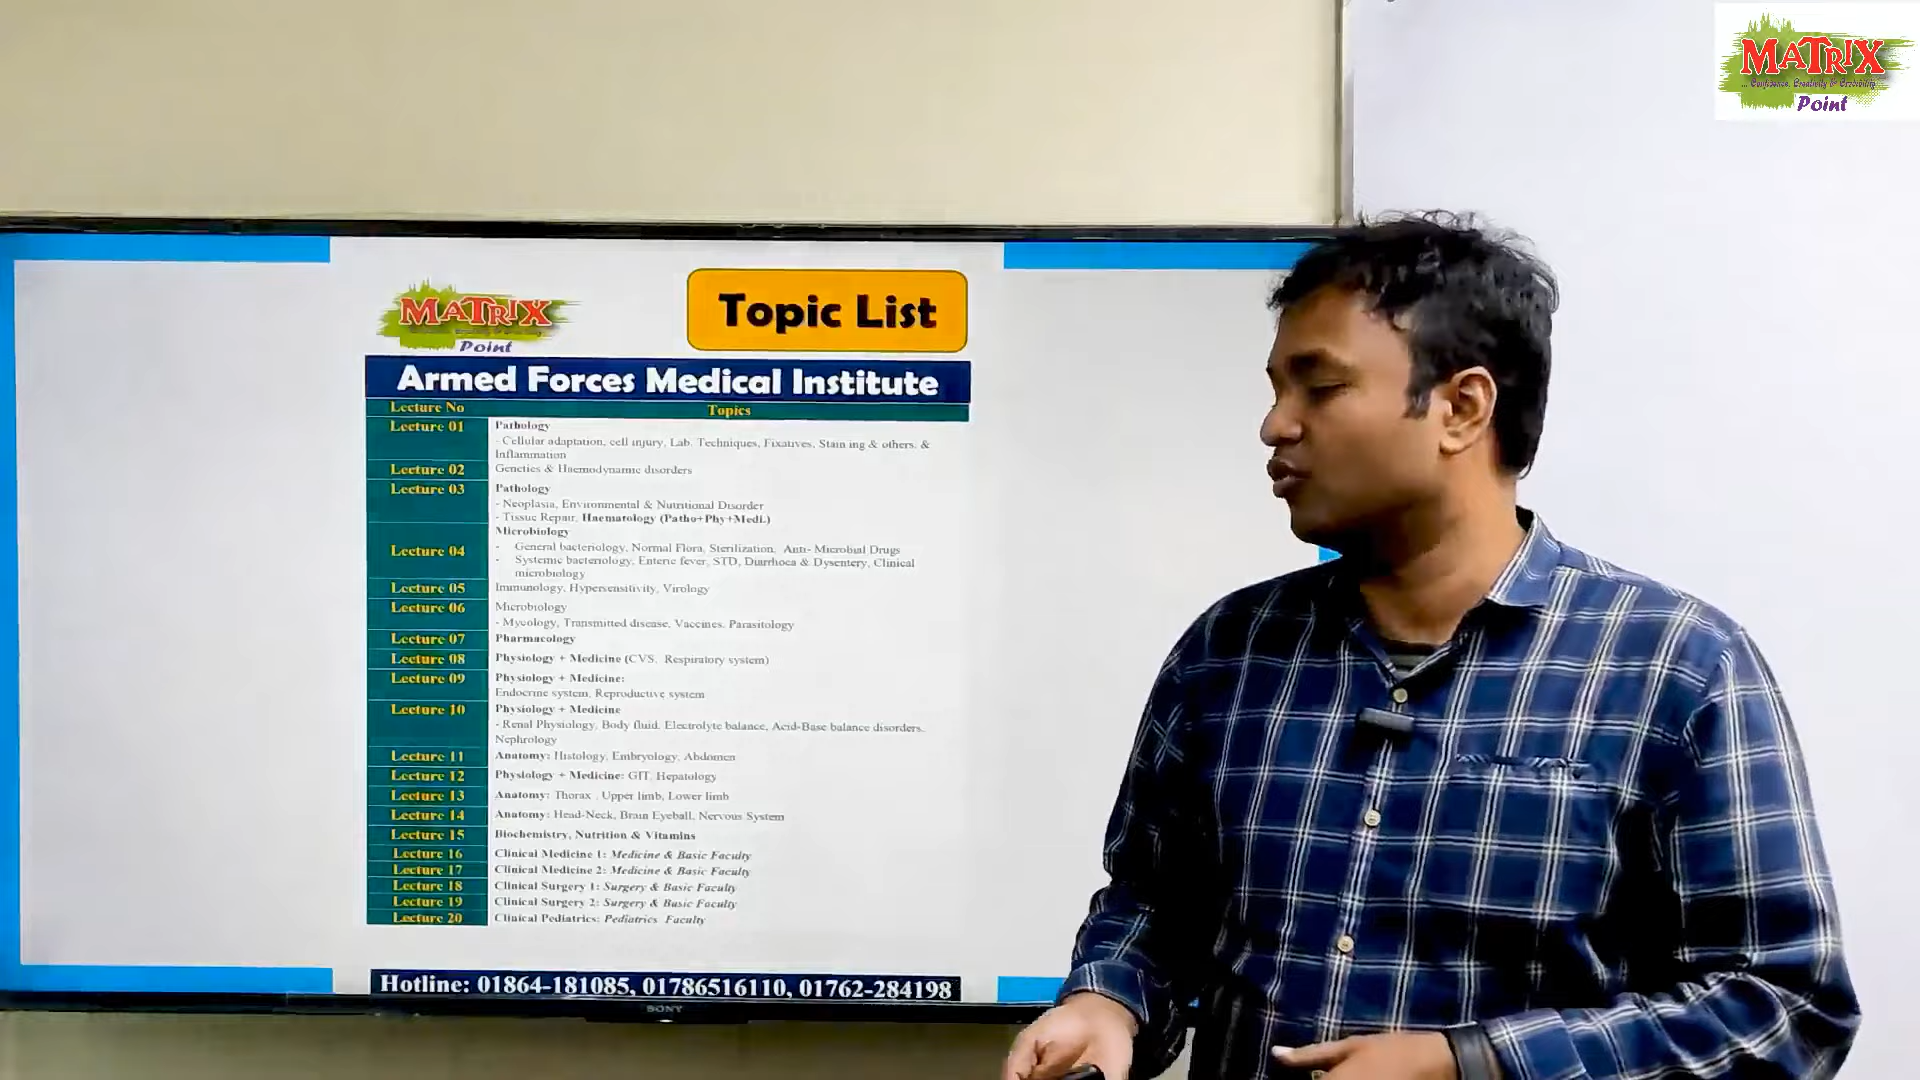 MATRIX
... Confidence, Creativity & Credibility
Point
MATRIX
Point
Topic List
Armed Forces Medical Institute
Lecture No Topics
Lecture 01 Pathology
- Cellular adaptation, cell injury, Lab. Techniques, Fixatives, Stain ing & others, &
Inflammation
Lecture 02 Genetics & Haemodynamic disorders
Lecture 03 Pathology
- Neoplasia, Environmental & Nutritional Disorder
- Tissue Repair, Haematology (Patho+Phy+Medi.)
Lecture 04 Microbiology
- General bacteriology, Normal Flora, Sterilization, Anti- Microbial Drugs
- Systemic bacteriology, Enteric fever, STD, Diarrhoea & Dysentery, Clinical
microbiology
Lecture 05 Immunology, Hypersensitivity, Virology
Lecture 06 Microbiology
- Mycology, Transmitted disease, Vaccines, Parasitology
Lecture 07 Pharmacology
Lecture 08 Physiology + Medicine (CVS, Respiratory system)
Lecture 09 Physiology + Medicine:
Endocrine system, Reproductive system
Lecture 10 Physiology + Medicine
- Renal Physiology, Body fluid, Electrolyte balance, Acid-Base balance disorders,
Nephrology
Lecture 11 Anatomy: Histology, Embryology, Abdomen
Lecture 12 Physiology + Medicine: GIT, Hepatology
Lecture 13 Anatomy: Thorax , Upper limb, Lower limb
Lecture 14 Anatomy: Head-Neck, Brain Eyeball, Nervous System
Lecture 15 Biochemistry, Nutrition & Vitamins
Lecture 16 Clinical Medicine 1: Medicine & Basic Faculty
Lecture 17 Clinical Medicine 2: Medicine & Basic Faculty
Lecture 18 Clinical Surgery 1: Surgery & Basic Faculty
Lecture 19 Clinical Surgery 2: Surgery & Basic Faculty
Lecture 20 Clinical Pediatrics: Pediatrics Faculty
Hotline: 01864-181085, 01786516110, 01762-284198
SONY